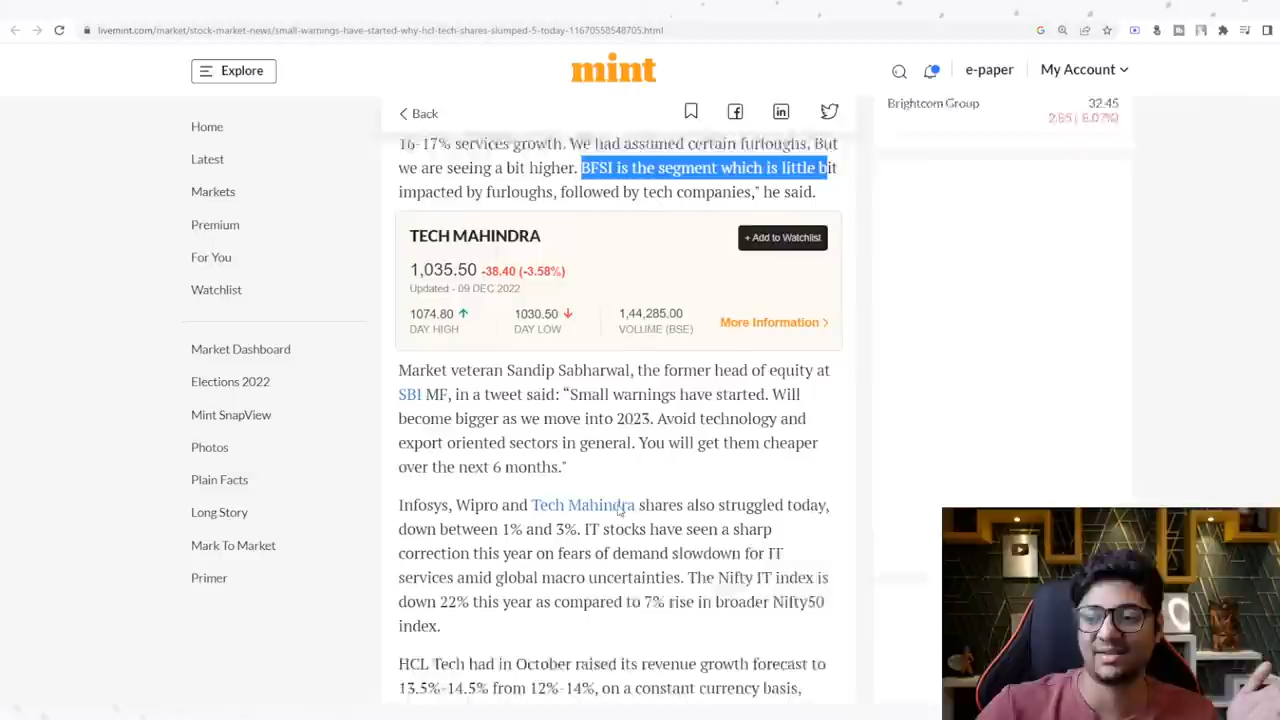 livemint.com/market/stock-market-news/small-warnings-have-started-why-hcl-tech-shares-slumped-5-today-11670558548705.html
Explore
mint
e-paper
My Account
Back
Brightcom Group
32.45
Home
Latest
Markets
Premium
For You
Watchlist
Market Dashboard
Elections 2022
Mint SnapView
Photos
Plain Facts
Long Story
Mark To Market
Primer
16-17% services growth. We had assumed certain furloughs. But
we are seeing a bit higher. BFSI is the segment which is little bit
impacted by furloughs, followed by tech companies," he said.
TECH MAHINDRA
+ Add to Watchlist
1,035.50 -38.40 (-3.58%)
Updated - 09 DEC 2022
1074.80
DAY HIGH
1030.50
DAY LOW
1,44,285.00
VOLUME (BSE)
More Information
Market veteran Sandip Sabharwal, the former head of equity at
SBI MF, in a tweet said: “Small warnings have started. Will
become bigger as we move into 2023. Avoid technology and
export oriented sectors in general. You will get them cheaper
over the next 6 months."
Infosys, Wipro and Tech Mahindra shares also struggled today,
down between 1% and 3%. IT stocks have seen a sharp
correction this year on fears of demand slowdown for IT
services amid global macro uncertainties. The Nifty IT index is
down 22% this year as compared to 7% rise in broader Nifty50
index.
HCL Tech had in October raised its revenue growth forecast to
13.5%-14.5% from 12%-14%, on a constant currency basis,